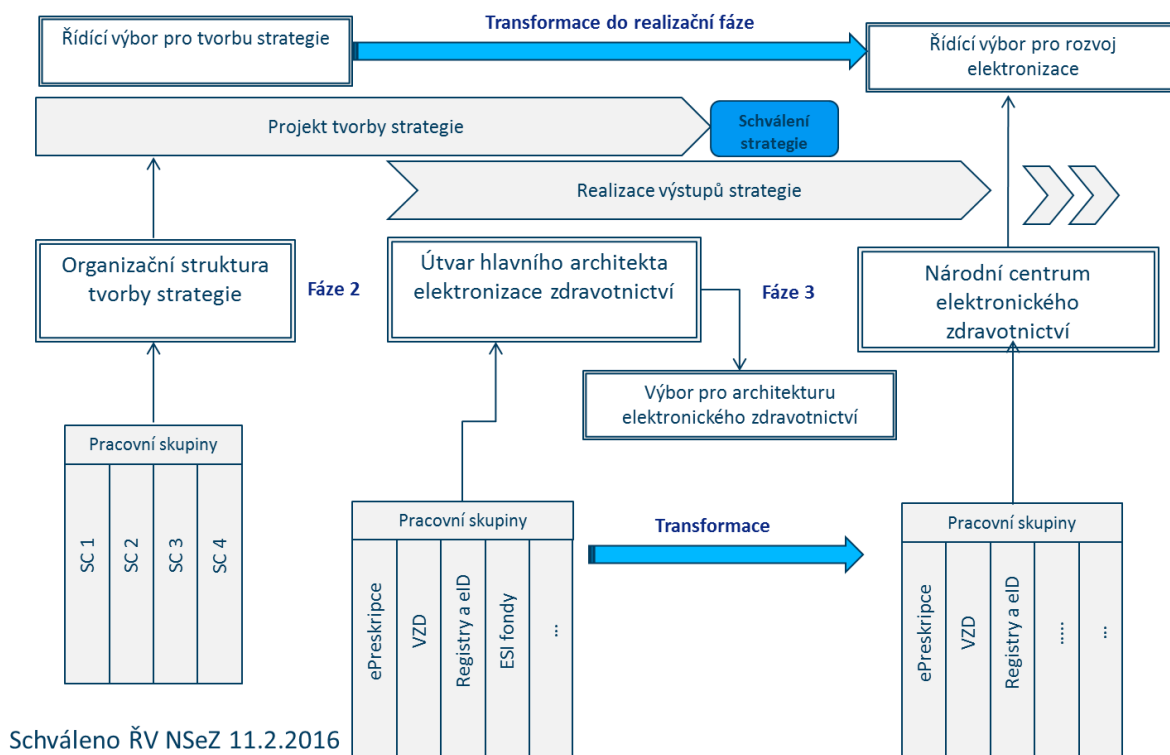 Transformace do realizační fáze
Řídící výbor pro tvorbu strategie
Řídící výbor pro rozvoj
elektronizace
Projekt tvorby strategie
Schválení
strategie
Realizace výstupů strategie
Organizační struktura
tvorby strategie
Fáze 2
Útvar hlavního architekta
elektronizace zdravotnictví
Fáze 3
Národní centrum
elektronického
zdravotnictví
Výbor pro architekturu
elektronického zdravotnictví
Pracovní skupiny
SC 1
SC 2
SC 3
SC 4
Pracovní skupiny
ePreskripce
VZD
Registry a eID
ESI fondy
...
Transformace
Pracovní skupiny
ePreskripce
VZD
Registry a eID
.....
...
Schváleno ŘV NSeZ 11.2.2016